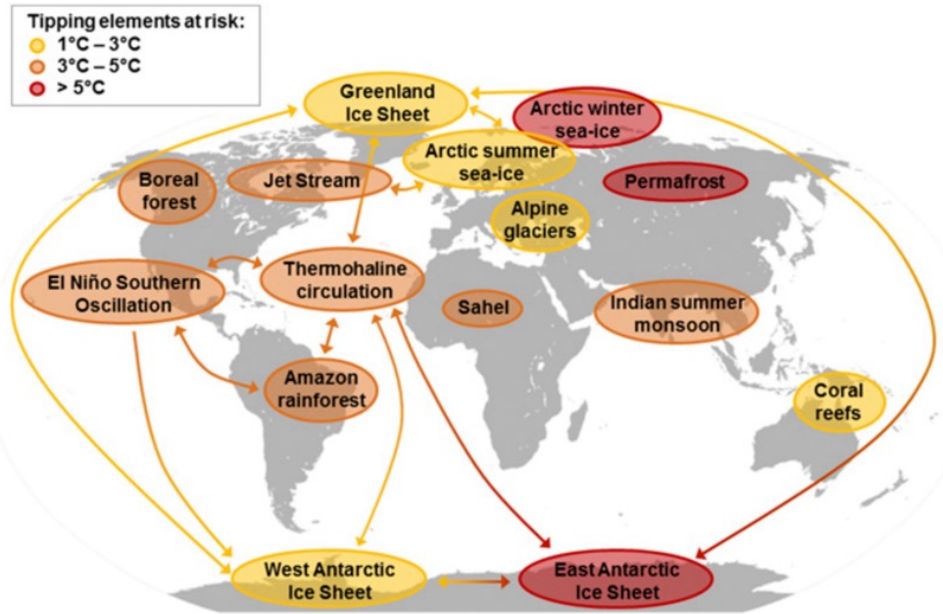 Tipping elements at risk:
1°C – 3°C
3°C – 5°C
> 5°C
Greenland
Ice Sheet
Arctic winter
sea-ice
Arctic summer
sea-ice
Boreal
forest
Jet Stream
Permafrost
Alpine
glaciers
El Niño Southern
Oscillation
Thermohaline
circulation
Sahel
Indian summer
monsoon
Amazon
rainforest
Coral
reefs
West Antarctic
Ice Sheet
East Antarctic
Ice Sheet